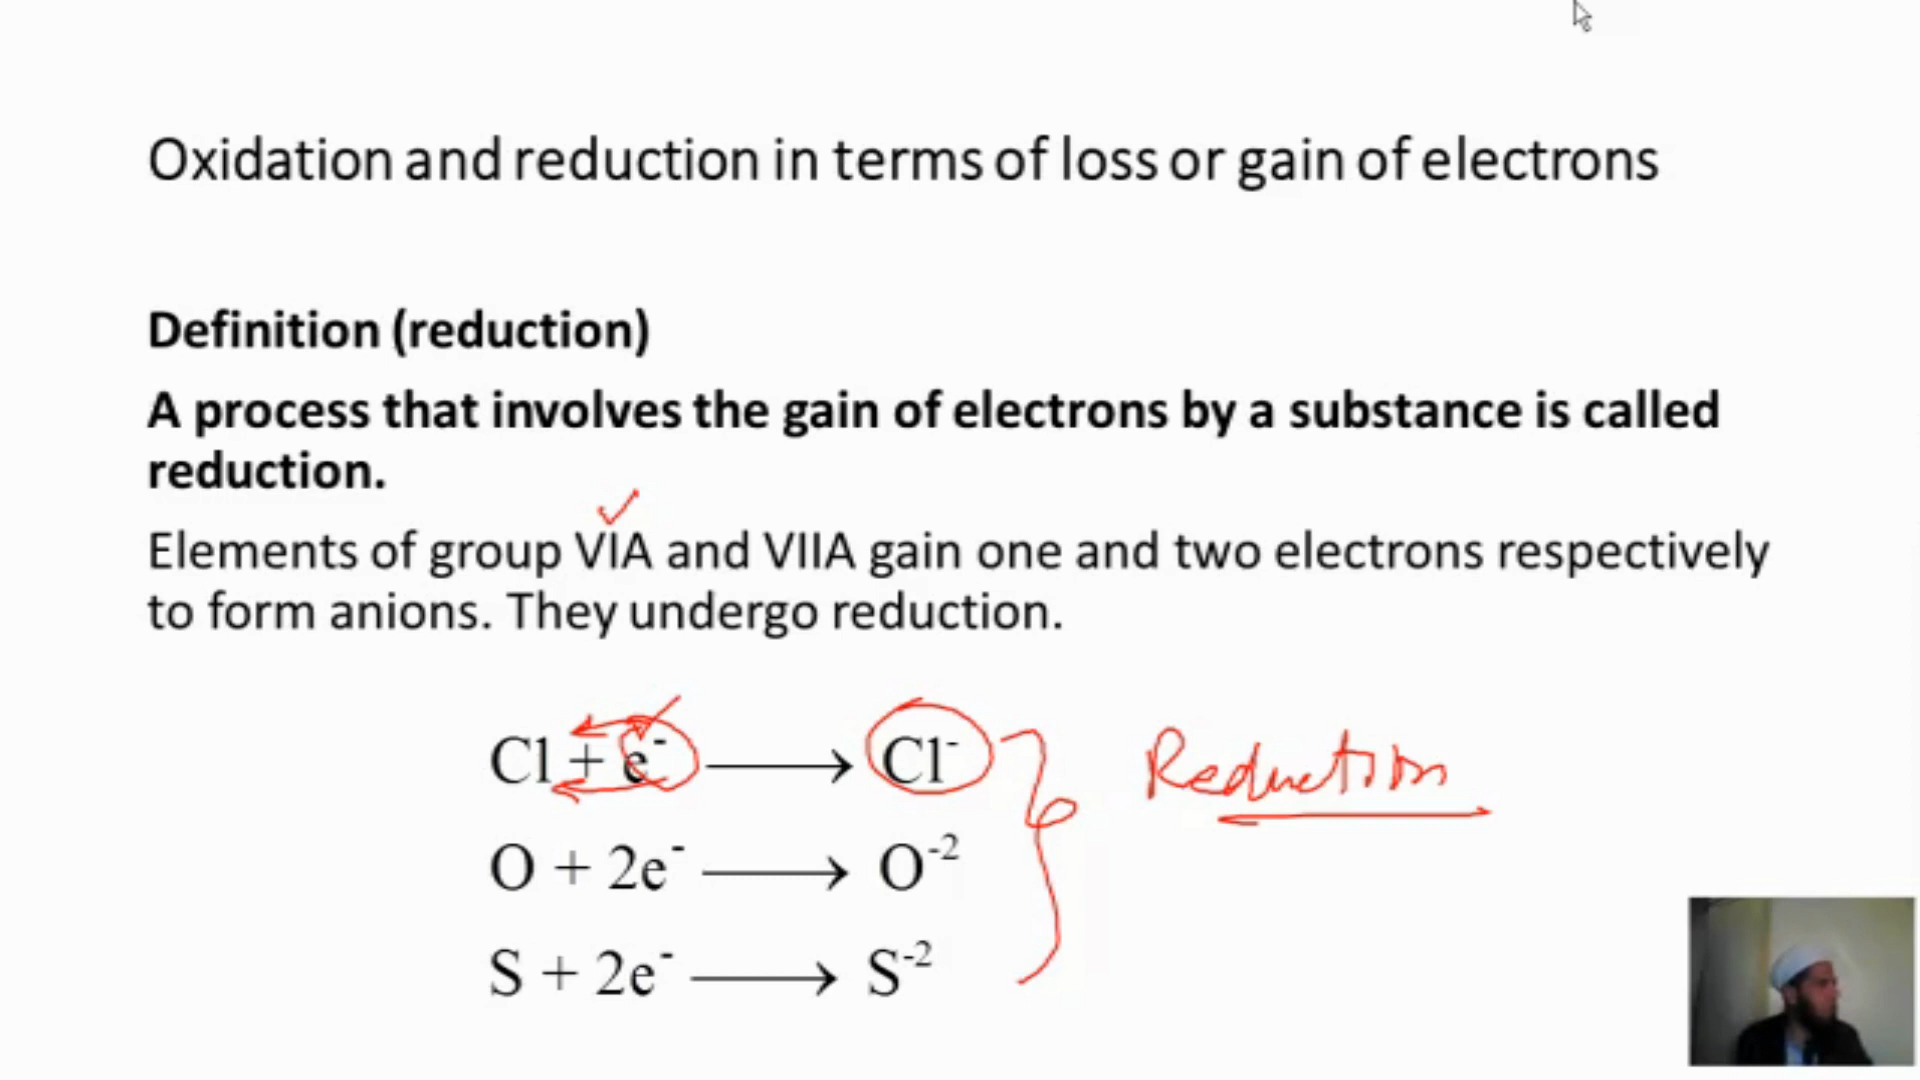 Oxidation and reduction in terms of loss or gain of electrons
Definition (reduction)
A process that involves the gain of electrons by a substance is called
reduction.
Elements of group VIA and VIIA gain one and two electrons respectively
to form anions. They undergo reduction.
Cl + e⁻ ⟶ Cl⁻
Reduction
O + 2e⁻ ⟶ O⁻²
S + 2e⁻ ⟶ S⁻²